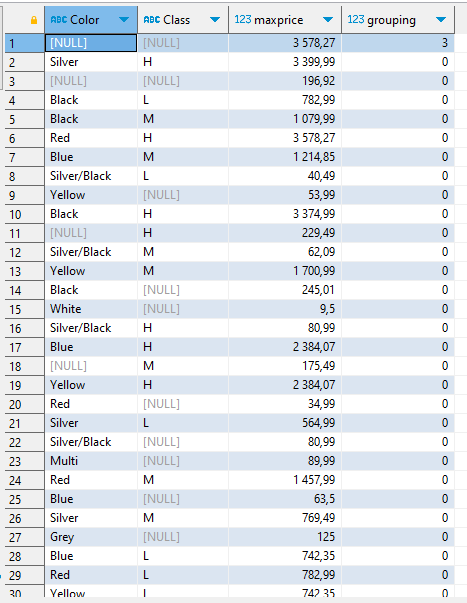 ABC Color ABC Class 123 maxprice 123 grouping
1 [NULL] [NULL] 3 578,27 3
2 Silver H 3 399,99 0
3 [NULL] [NULL] 196,92 0
4 Black L 782,99 0
5 Black M 1 079,99 0
6 Red H 3 578,27 0
7 Blue M 1 214,85 0
8 Silver/Black L 40,49 0
9 Yellow [NULL] 53,99 0
10 Black H 3 374,99 0
11 [NULL] H 229,49 0
12 Silver/Black M 62,09 0
13 Yellow M 1 700,99 0
14 Black [NULL] 245,01 0
15 White [NULL] 9,5 0
16 Silver/Black H 80,99 0
17 Blue H 2 384,07 0
18 [NULL] M 175,49 0
19 Yellow H 2 384,07 0
20 Red [NULL] 34,99 0
21 Silver L 564,99 0
22 Silver/Black [NULL] 80,99 0
23 Multi [NULL] 89,99 0
24 Red M 1 457,99 0
25 Blue [NULL] 63,5 0
26 Silver M 769,49 0
27 Grey [NULL] 125 0
28 Blue L 742,35 0
29 Red L 782,99 0
30 Yellow L 742,35 0